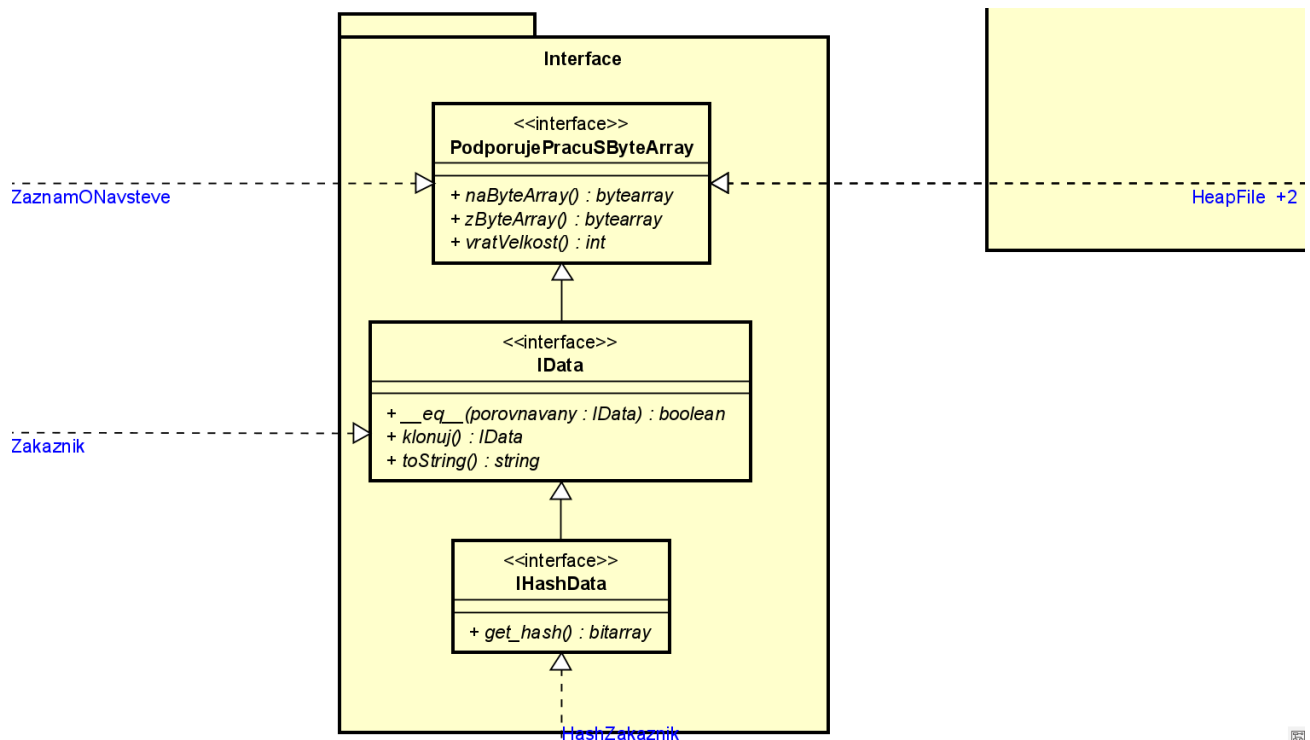 Interface
<<interface>>
PodporujePracuSByteArray
+ naByteArray() : bytearray
+ zByteArray() : bytearray
+ vratVelkost() : int
ZaznamONavsteve
HeapFile +2
<<interface>>
IData
+ __eq__(porovnavany : IData) : boolean
+ klonuj() : IData
+ toString() : string
Zakaznik
<<interface>>
IHashData
+ get_hash() : bitarray
HashZakaznik